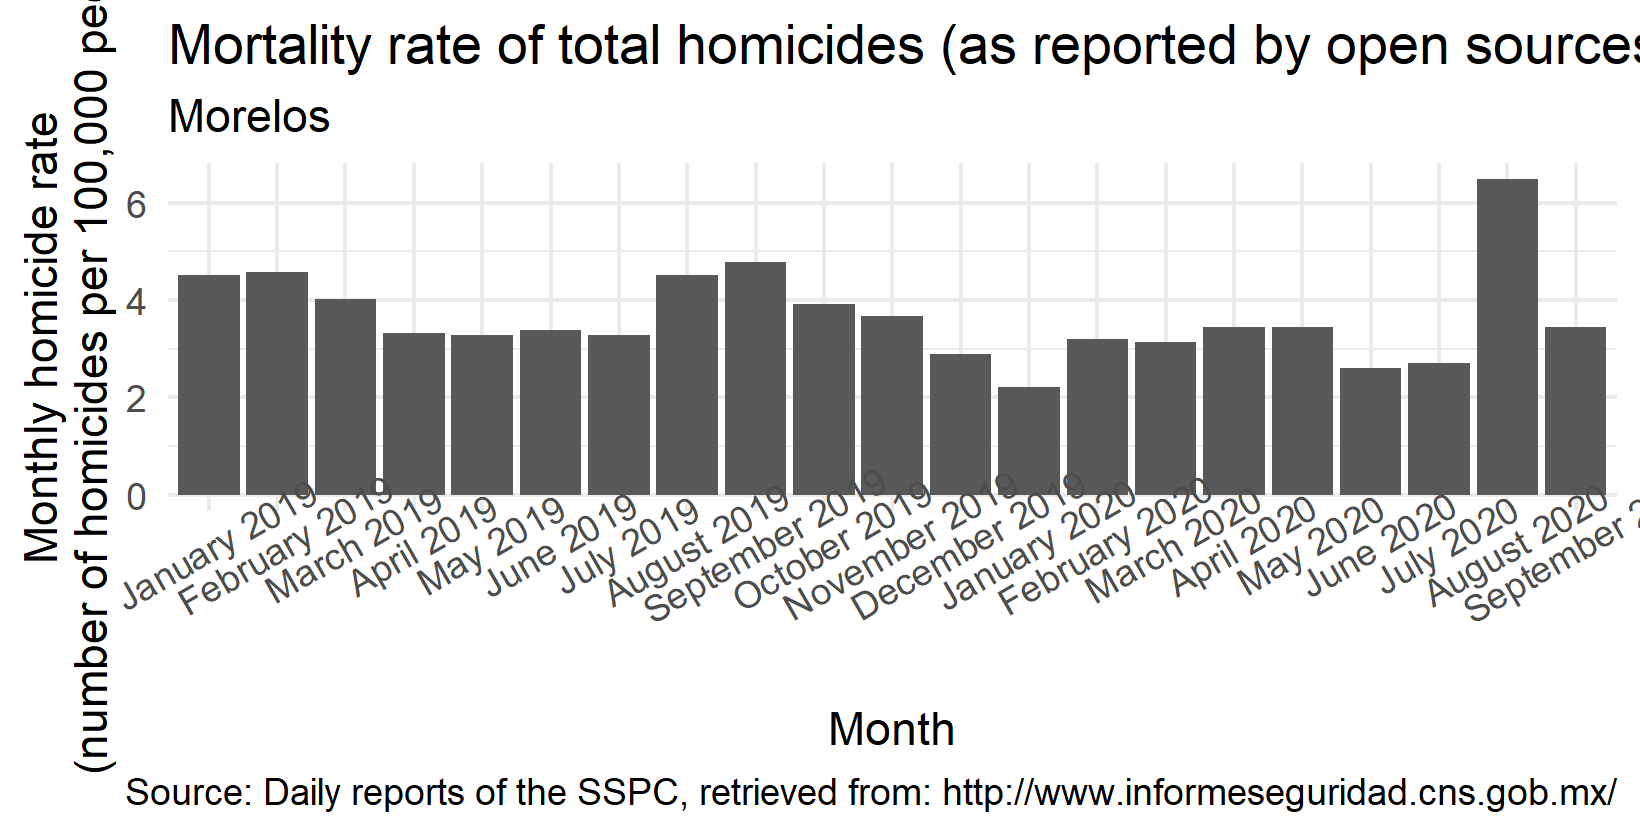 Mortality rate of total homicides (as reported by open sources
Morelos
Monthly homicide rate
(number of homicides per 100,000
6
4
2
0
January 2019
February 2019
March 2019
April 2019
May 2019
June 2019
July 2019
August 2019
September 2019
October 2019
November 2019
December 2019
January 2020
February 2020
March 2020
April 2020
May 2020
June 2020
July 2020
August 2020
September
Month
Source: Daily reports of the SSPC, retrieved from: http://www.informeseguridad.cns.gob.mx/